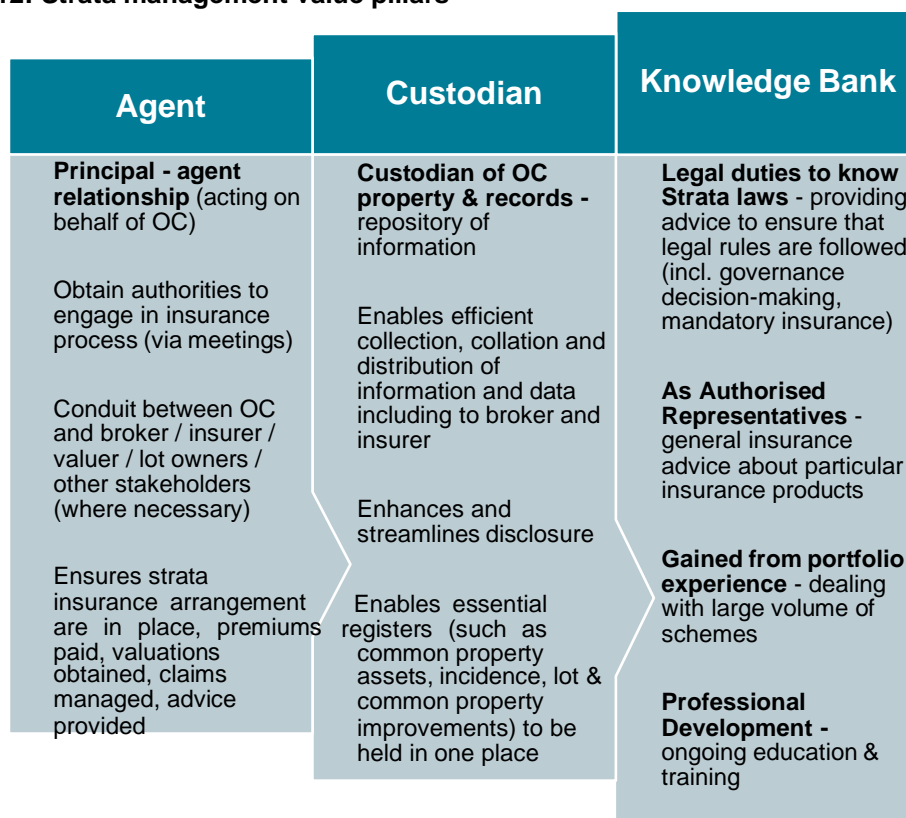 12. Strata management value pillars
Agent
Principal - agent
relationship (acting on
behalf of OC)
Obtain authorities to
engage in insurance
process (via meetings)
Conduit between OC
and broker / insurer /
valuer / lot owners /
other stakeholders
(where necessary)
Ensures strata
insurance arrangement
are in place, premiums
paid, valuations
obtained, claims
managed, advice
provided
Custodian
Custodian of OC
property & records -
repository of
information
Enables efficient
collection, collation and
distribution of
information and data
including to broker and
insurer
Enhances and
streamlines disclosure
Enables essential
registers (such as
common property
assets, incidence, lot &
common property
improvements) to be
held in one place
Knowledge Bank
Legal duties to know
Strata laws - providing
advice to ensure that
legal rules are followed
(incl. governance
decision-making,
mandatory insurance)
As Authorised
Representatives -
general insurance
advice about particular
insurance products
Gained from portfolio
experience - dealing
with large volume of
schemes
Professional
Development -
ongoing education &
training